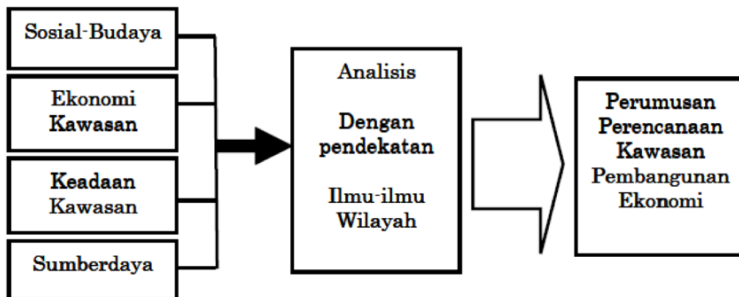 Sosial-Budaya
Ekonomi
Kawasan
Keadaan
Kawasan
Sumberdaya
Analisis
Dengan
pendekatan
Ilmu-ilmu
Wilayah
Perumusan
Perencanaan
Kawasan
Pembangunan
Ekonomi